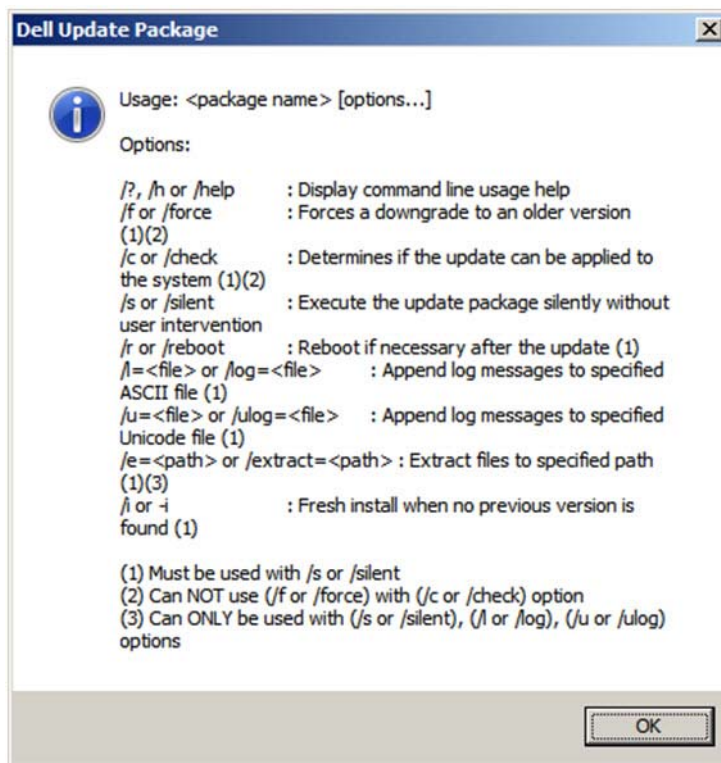 Dell Update Package
Usage: <package name> [options...]
Options:
/?, /h or /help : Display command line usage help
/f or /force : Forces a downgrade to an older version
(1)(2)
/c or /check : Determines if the update can be applied to
the system (1)(2)
/s or /silent : Execute the update package silently without
user intervention
/r or /reboot : Reboot if necessary after the update (1)
/l=<file> or /log=<file> : Append log messages to specified
ASCII file (1)
/u=<file> or /ulog=<file> : Append log messages to specified
Unicode file (1)
/e=<path> or /extract=<path> : Extract files to specified path
(1)(3)
/i or -i : Fresh install when no previous version is
found (1)
(1) Must be used with /s or /silent
(2) Can NOT use (/f or /force) with (/c or /check) option
(3) Can ONLY be used with (/s or /silent), (/l or /log), (/u or /ulog)
options
OK